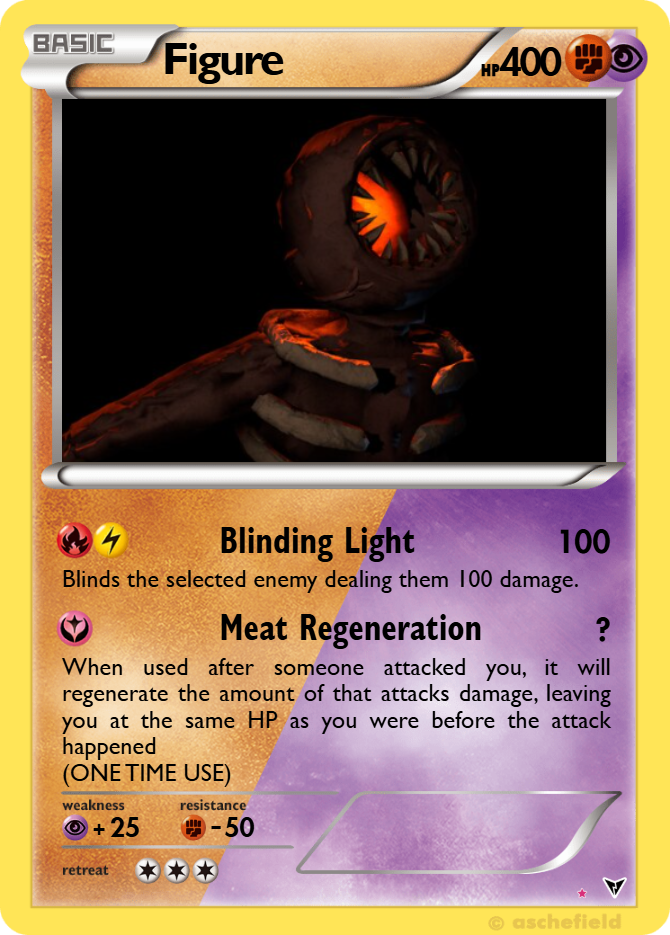 BASIC
Figure
HP400
Blinding Light 100
Blinds the selected enemy dealing them 100 damage.
Meat Regeneration ?
When used after someone attacked you, it will
regenerate the amount of that attacks damage, leaving
you at the same HP as you were before the attack
happened
(ONE TIME USE)
weakness resistance
+ 25 - 50
retreat
© aschefield